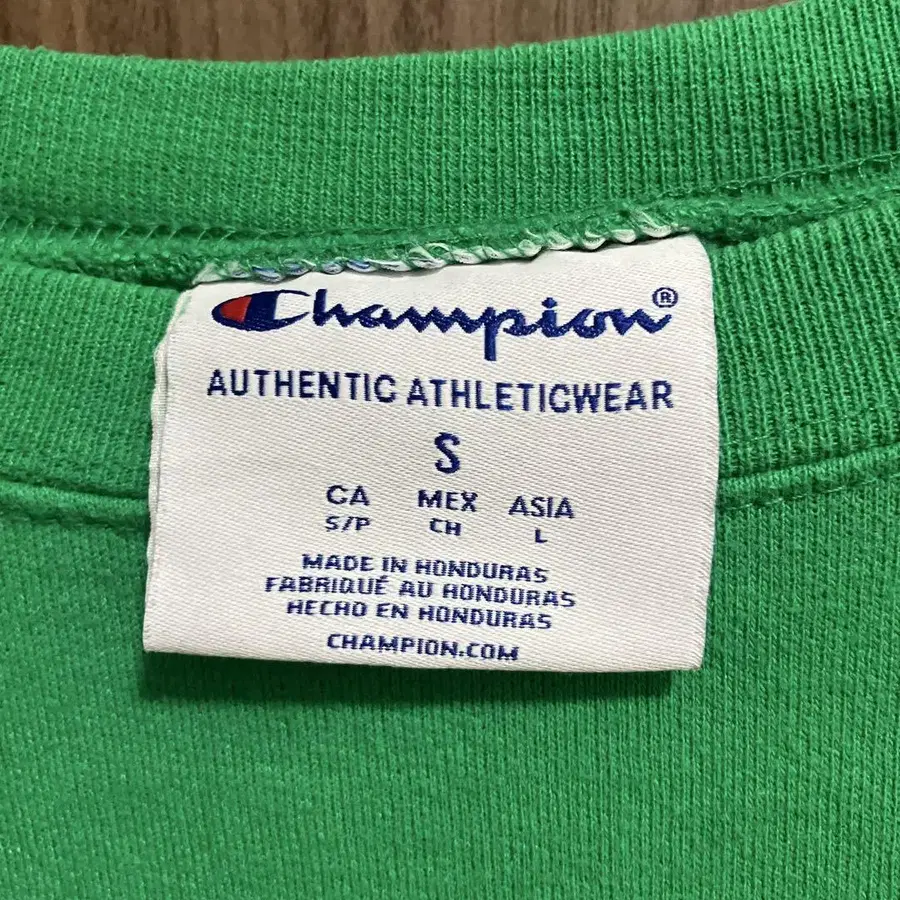 Champion®
AUTHENTIC ATHLETICWEAR
S
CA MEX ASIA
S/P CH L
MADE IN HONDURAS
FABRIQUÉ AU HONDURAS
HECHO EN HONDURAS
CHAMPION.COM